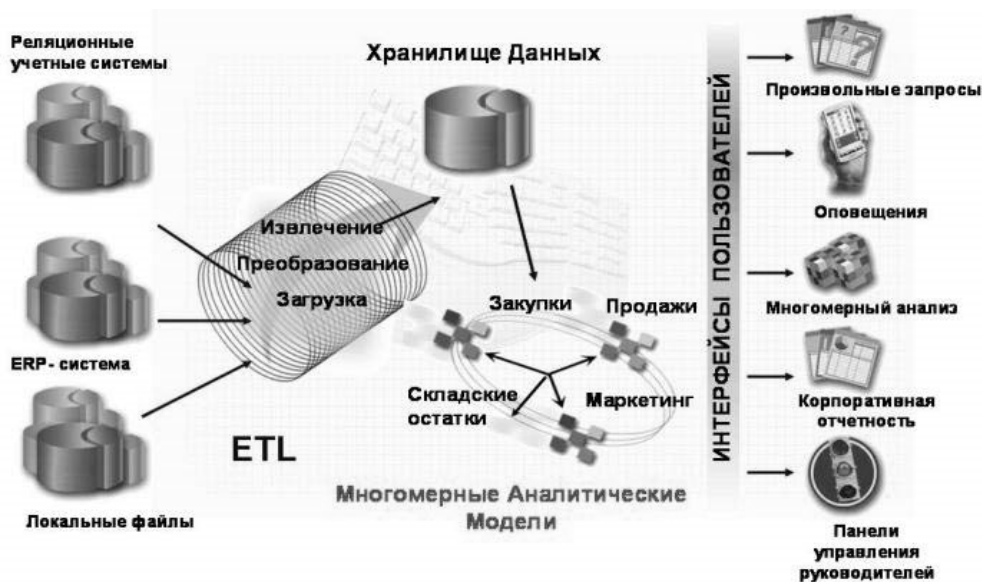 Реляционные
учетные системы
ERP- система
Локальные файлы
Хранилище Данных
Извлечение
Преобразование
Загрузка
ETL
Закупки
Продажи
Складские
остатки
Маркетинг
Многомерные Аналитические
Модели
ИНТЕРФЕЙСЫ ПОЛЬЗОВАТЕЛЕЙ
Произвольные запросы
Оповещения
Многомерный анализ
Корпоративная
отчетность
Панели
управления
руководителей